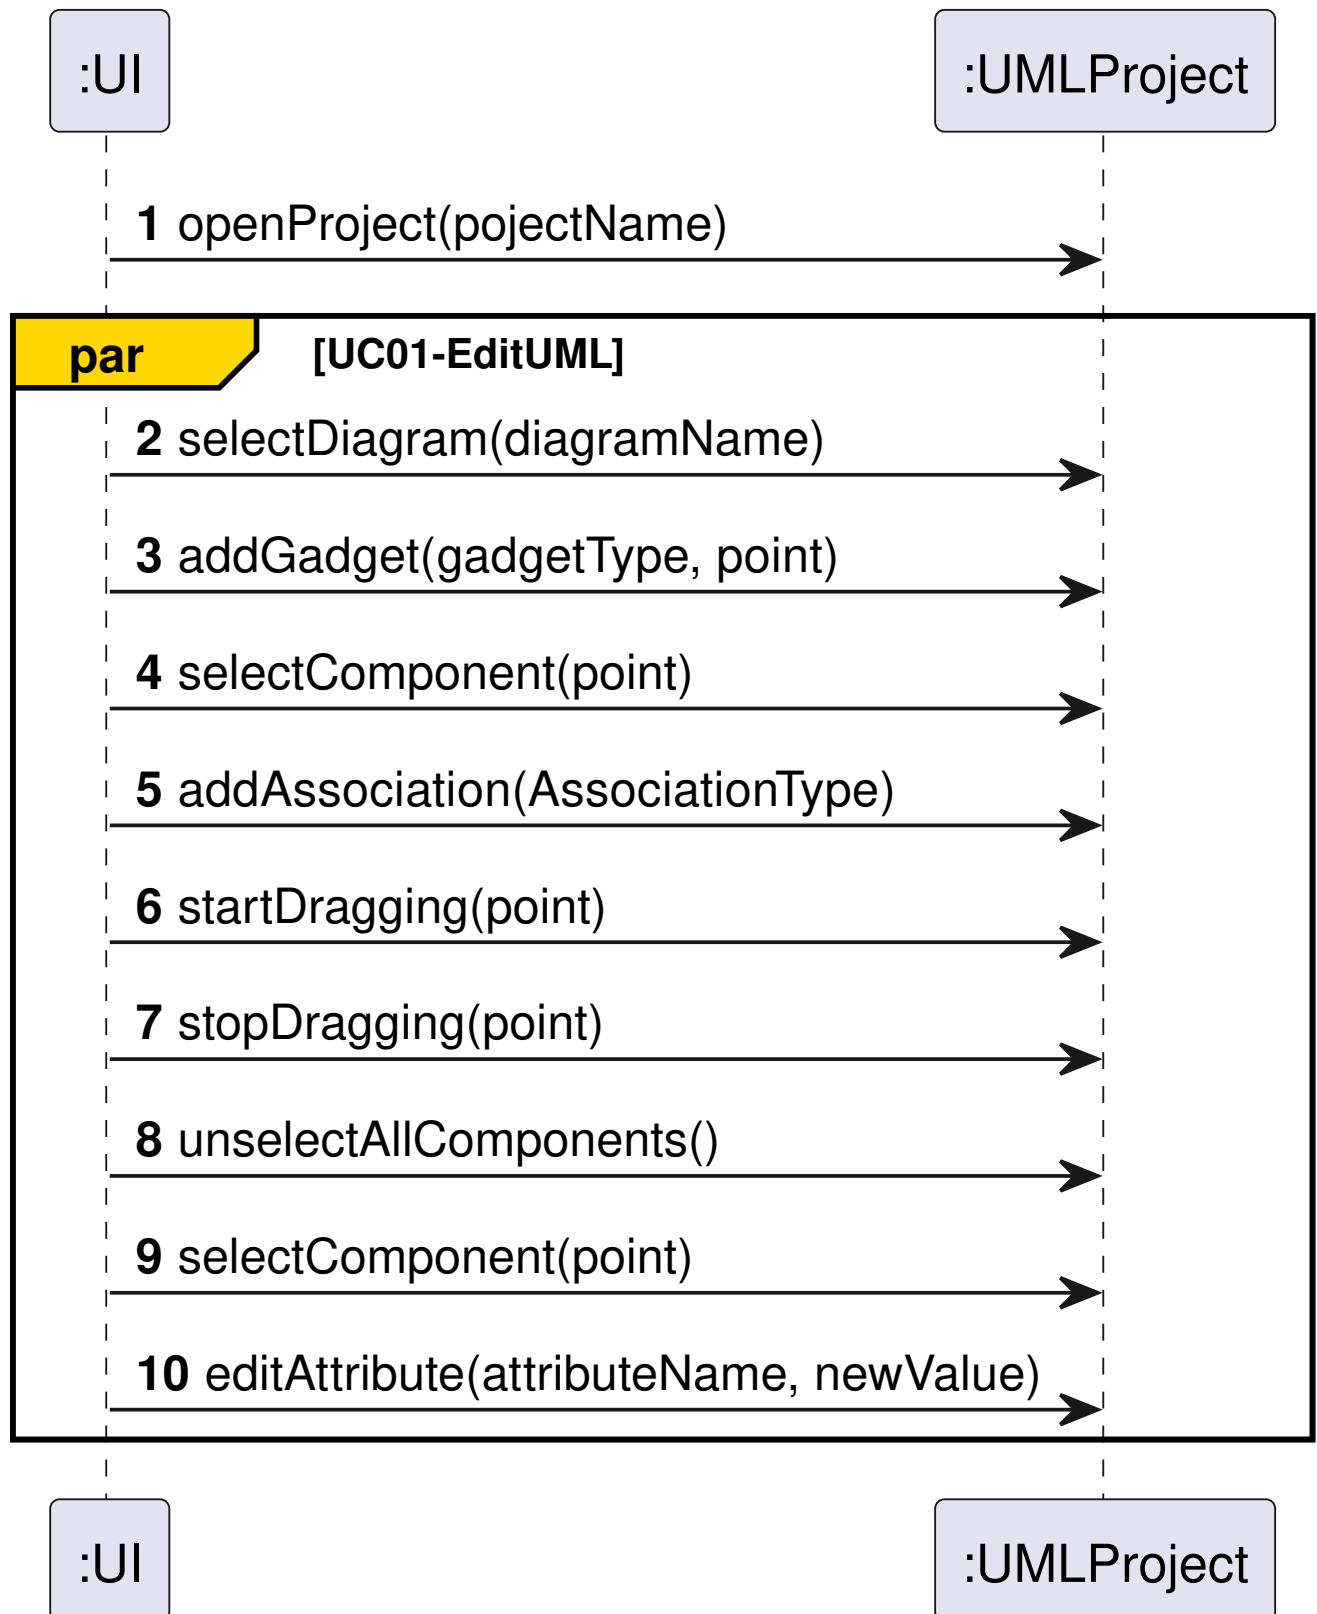 :UI
:UMLProject
1 openProject(pojectName)
par [UC01-EditUML]
2 selectDiagram(diagramName)
3 addGadget(gadgetType, point)
4 selectComponent(point)
5 addAssociation(AssociationType)
6 startDragging(point)
7 stopDragging(point)
8 unselectAllComponents()
9 selectComponent(point)
10 editAttribute(attributeName, newValue)
:UI
:UMLProject